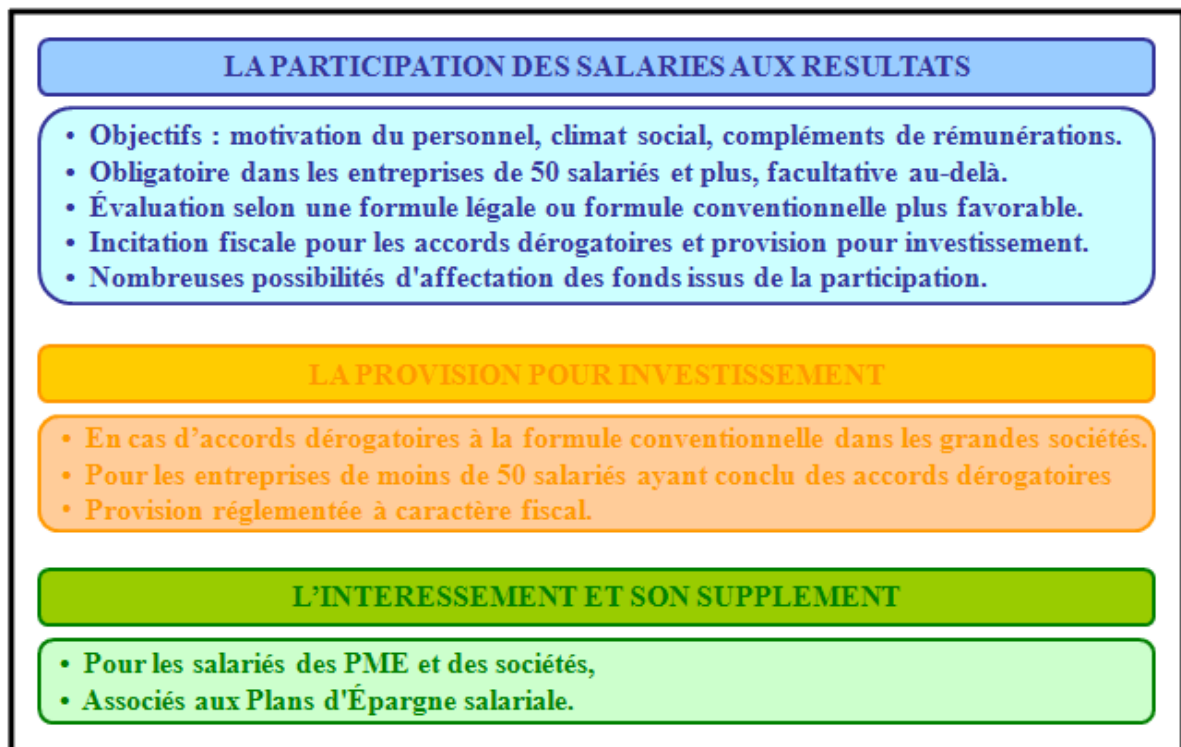 LA PARTICIPATION DES SALARIES AUX RESULTATS
• Objectifs : motivation du personnel, climat social, compléments de rémunérations.
• Obligatoire dans les entreprises de 50 salariés et plus, facultative au-delà.
• Évaluation selon une formule légale ou formule conventionnelle plus favorable.
• Incitation fiscale pour les accords dérogatoires et provision pour investissement.
• Nombreuses possibilités d'affectation des fonds issus de la participation.
LA PROVISION POUR INVESTISSEMENT
• En cas d’accords dérogatoires à la formule conventionnelle dans les grandes sociétés.
• Pour les entreprises de moins de 50 salariés ayant conclu des accords dérogatoires
• Provision réglementée à caractère fiscal.
L’INTERESSEMENT ET SON SUPPLEMENT
• Pour les salariés des PME et des sociétés,
• Associés aux Plans d'Épargne salariale.